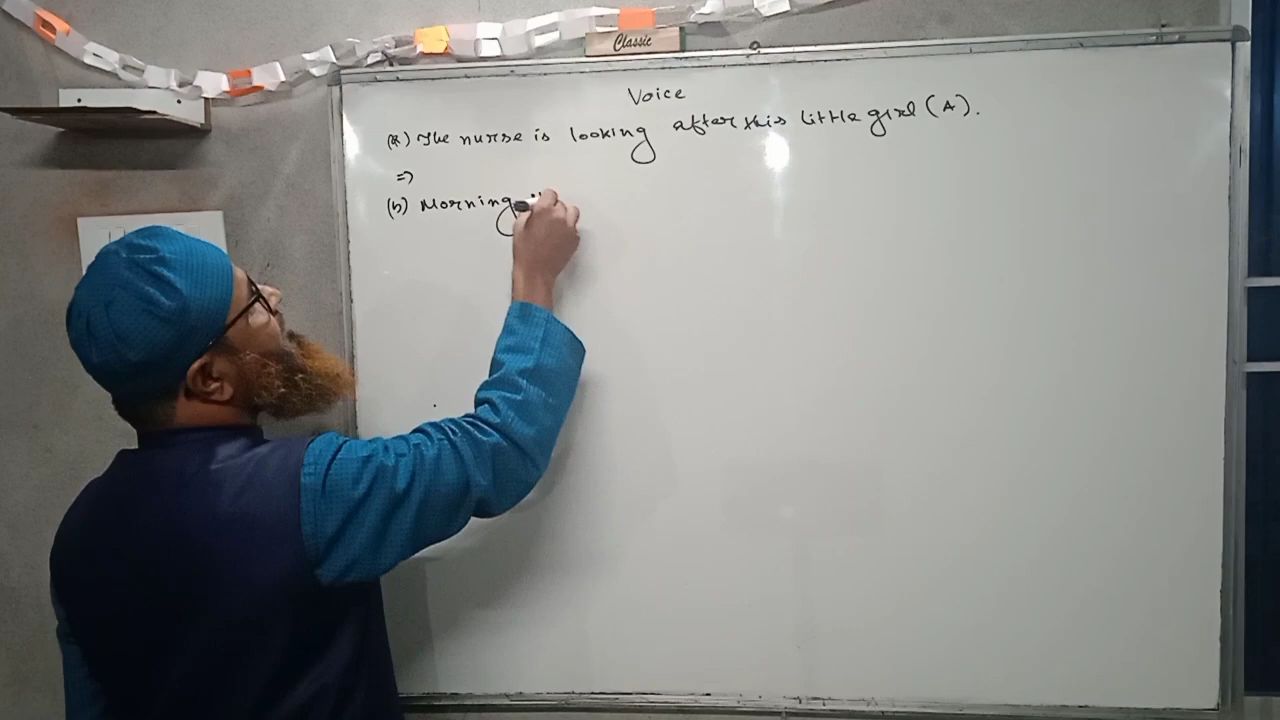 Classic
Voice
(a) The nurse is looking after this little girl (A).
⇒
(b) Morning